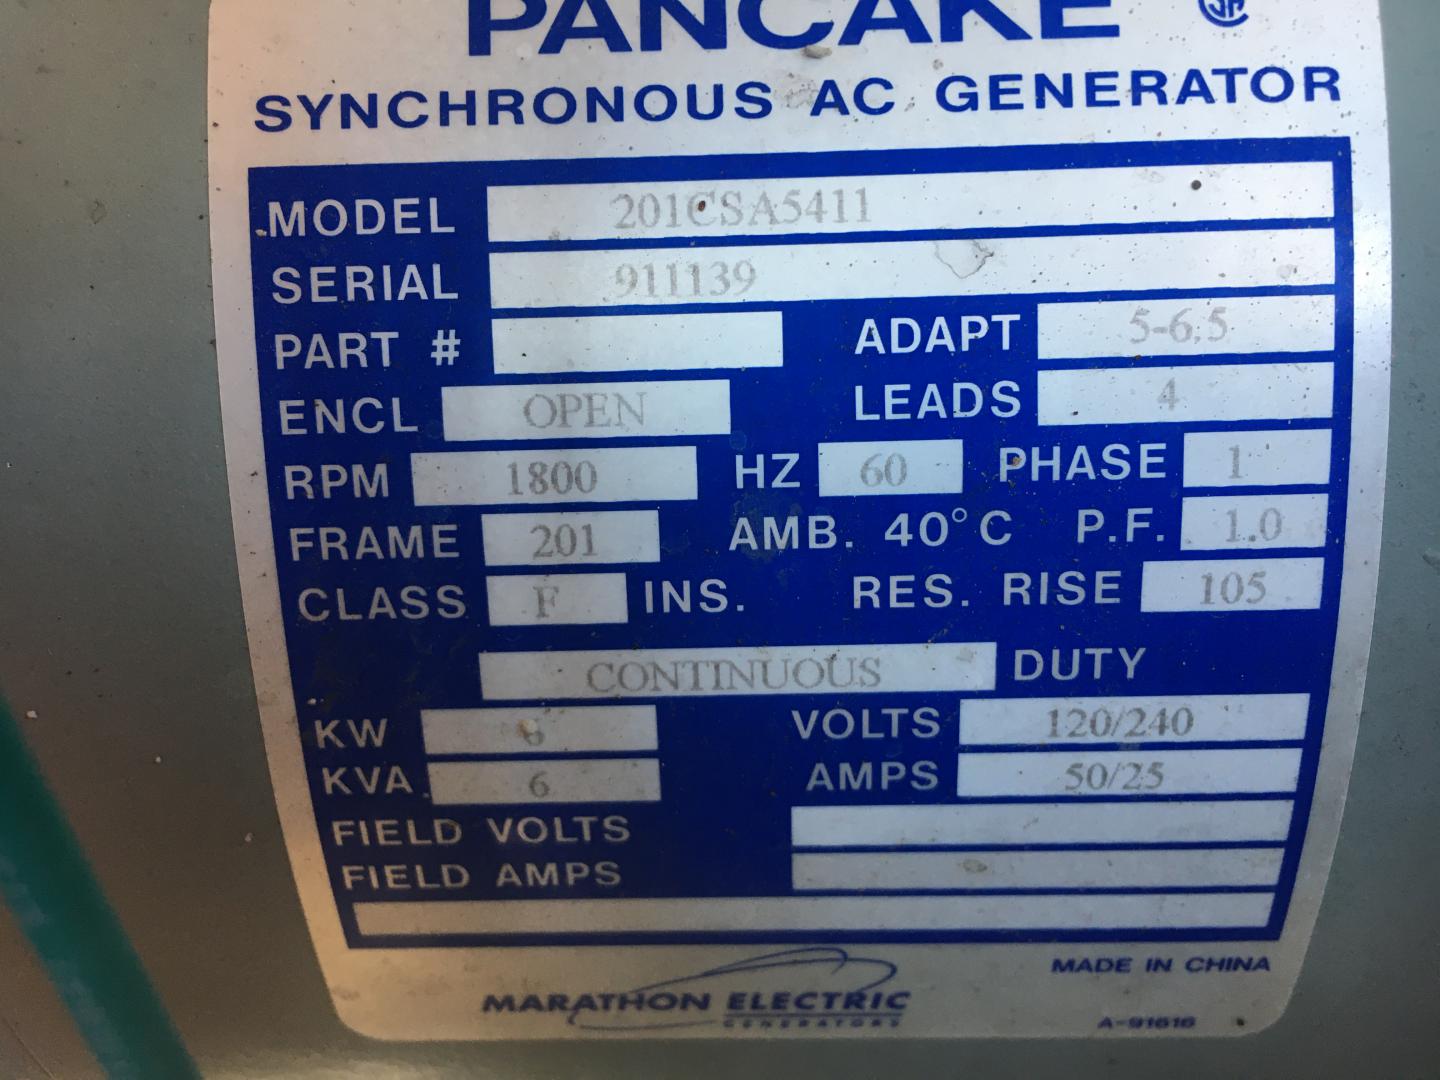 PANCAKE
SYNCHRONOUS AC GENERATOR
MODEL 201CSA5411
SERIAL 911139
PART # ADAPT 5-6.5
ENCL OPEN LEADS 4
RPM 1800 HZ 60 PHASE 1
FRAME 201 AMB. 40°C P.F. 1.0
CLASS F INS. RES. RISE 105
CONTINUOUS DUTY
KW 6 VOLTS 120/240
KVA 6 AMPS 50/25
FIELD VOLTS
FIELD AMPS
MADE IN CHINA
MARATHON ELECTRIC
GENERATORS
A-91616